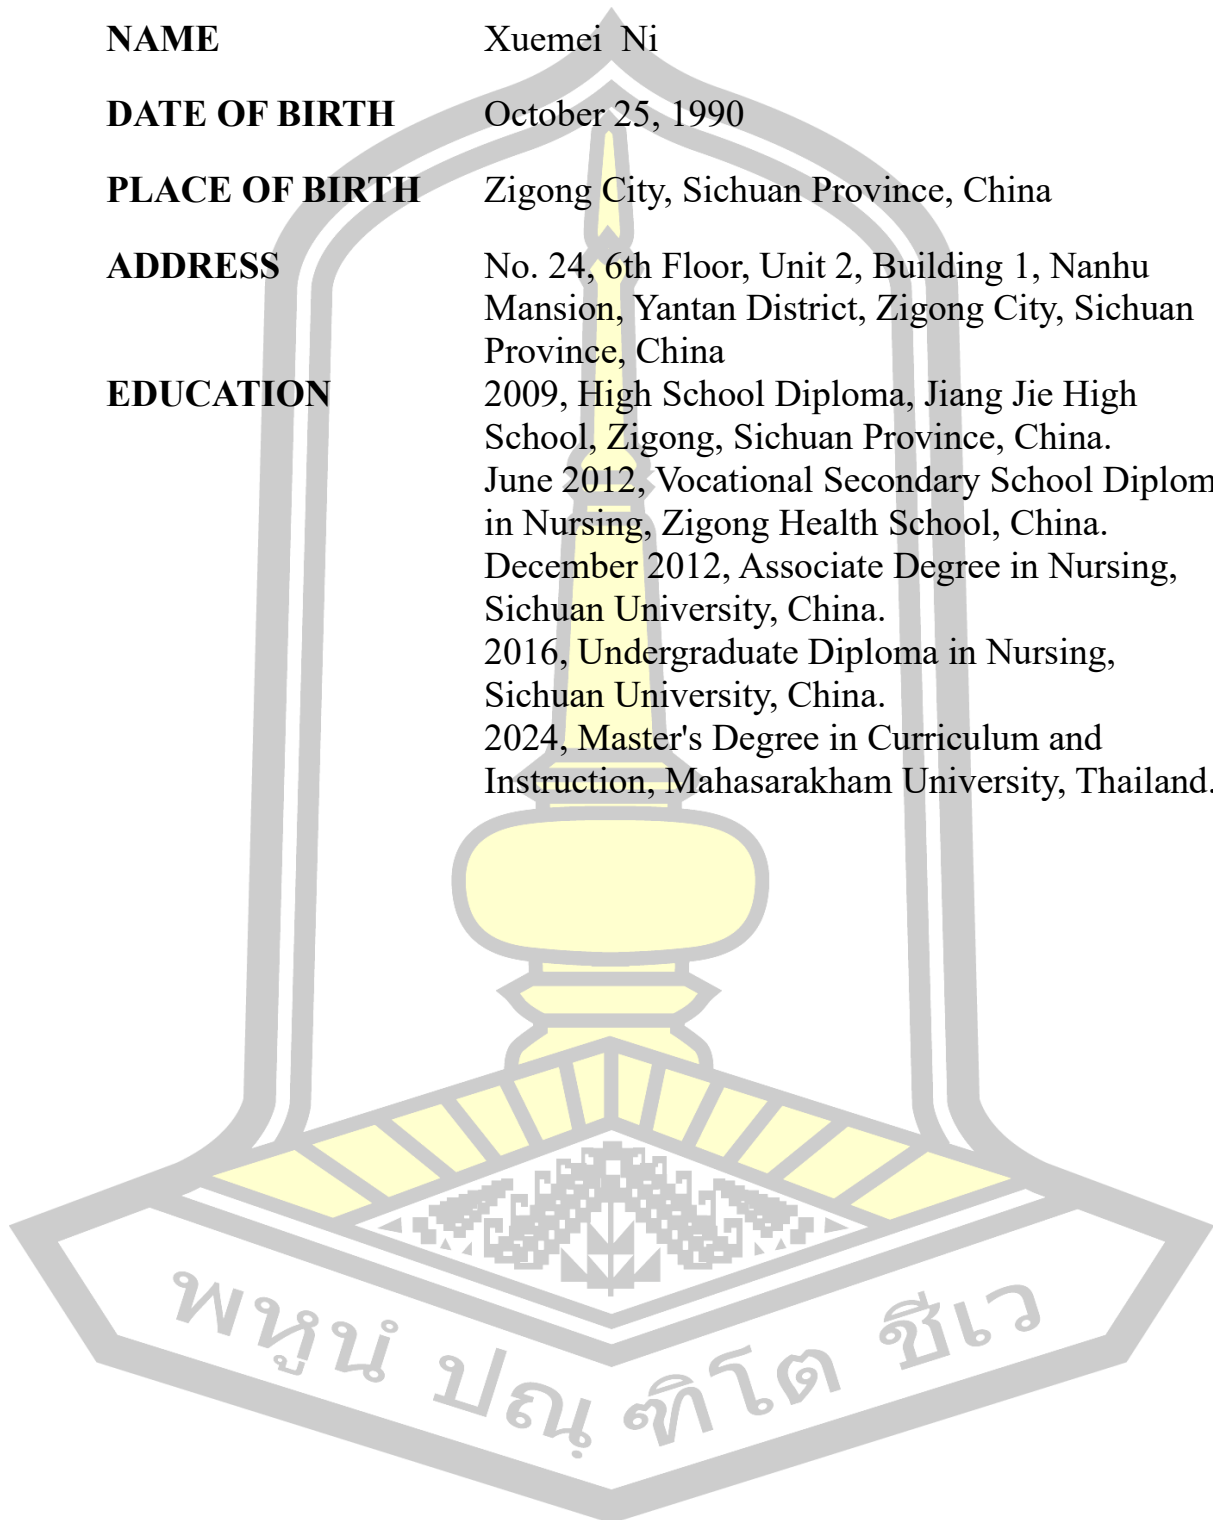 NAME Xuemei Ni
DATE OF BIRTH October 25, 1990
PLACE OF BIRTH Zigong City, Sichuan Province, China
ADDRESS No. 24, 6th Floor, Unit 2, Building 1, Nanhu
Mansion, Yantan District, Zigong City, Sichuan
Province, China
EDUCATION 2009, High School Diploma, Jiang Jie High
School, Zigong, Sichuan Province, China.
June 2012, Vocational Secondary School Diplom
in Nursing, Zigong Health School, China.
December 2012, Associate Degree in Nursing,
Sichuan University, China.
2016, Undergraduate Diploma in Nursing,
Sichuan University, China.
2024, Master's Degree in Curriculum and
Instruction, Mahasarakham University, Thailand.
พหูนํ ปณฺฑิโต ชีเว